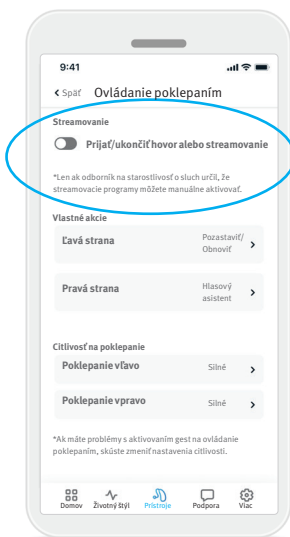 9:41
Späť Ovládanie poklepaním
Streamovanie
Prijať/ukončiť hovor alebo streamovanie
*Len ak odborník na starostlivosť o sluch určil, že
streamovacie programy môžete manuálne aktivovať.
Vlastné akcie
Ľavá strana
Pozastaviť/
Obnoviť
Pravá strana
Hlasový
asistent
Citlivosť na poklepanie
Poklepanie vľavo Silné
Poklepanie vpravo Silné
*Ak máte problémy s aktivovaním gest na ovládanie
poklepaním, skúste zmeniť nastavenia citlivosti.
Domov Životný štýl Prístroje Podpora Viac